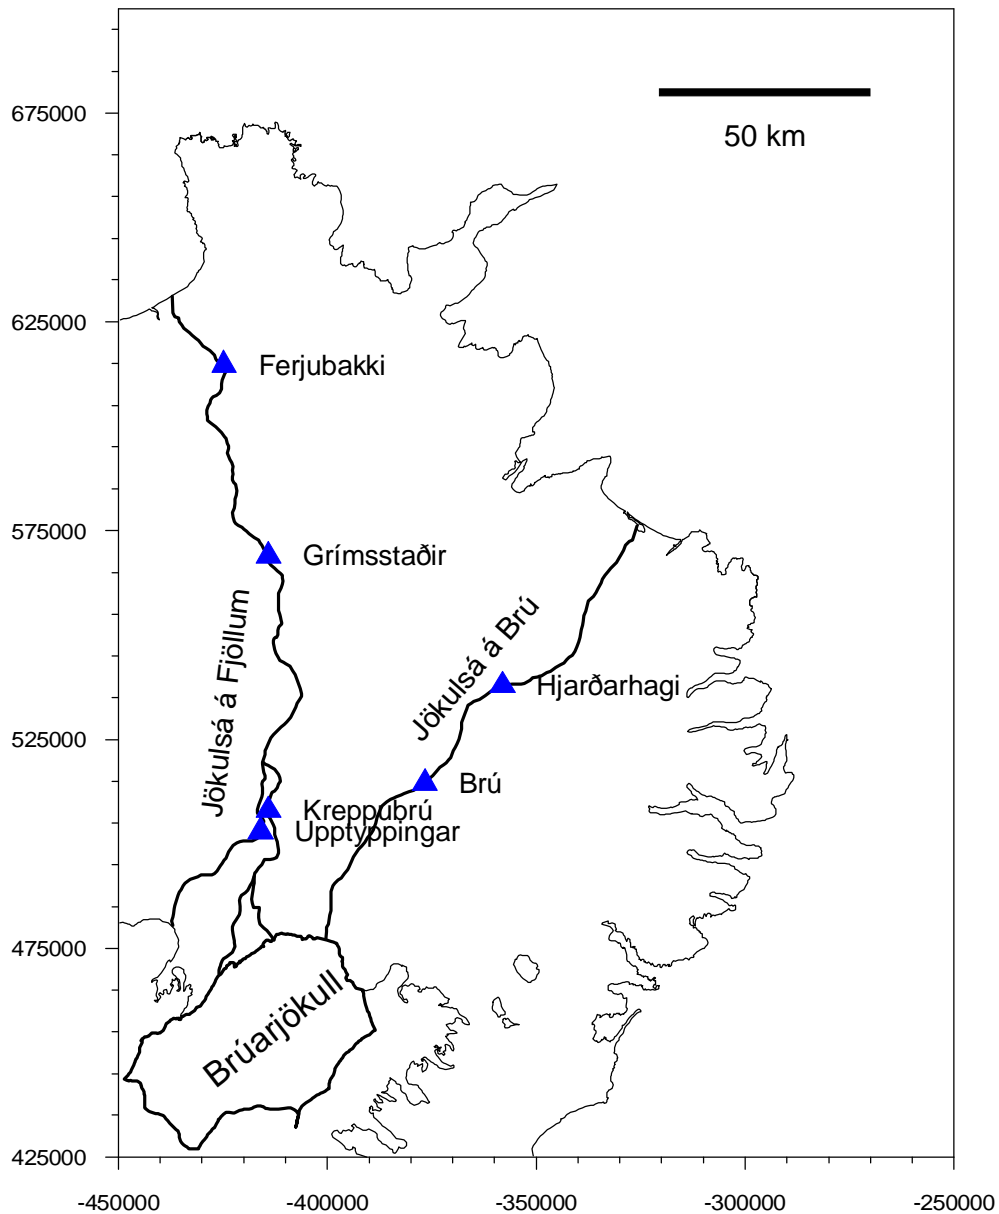 675000
50 km
625000
Ferjubakki
575000
Grímsstaðir
Jökulsá á Fjöllum
Jökulsá á Brú
Hjarðarhagi
525000
Brú
Kreppubrú
Upptyppingar
475000
Brúarjökull
425000
-450000 -400000 -350000 -300000 -250000